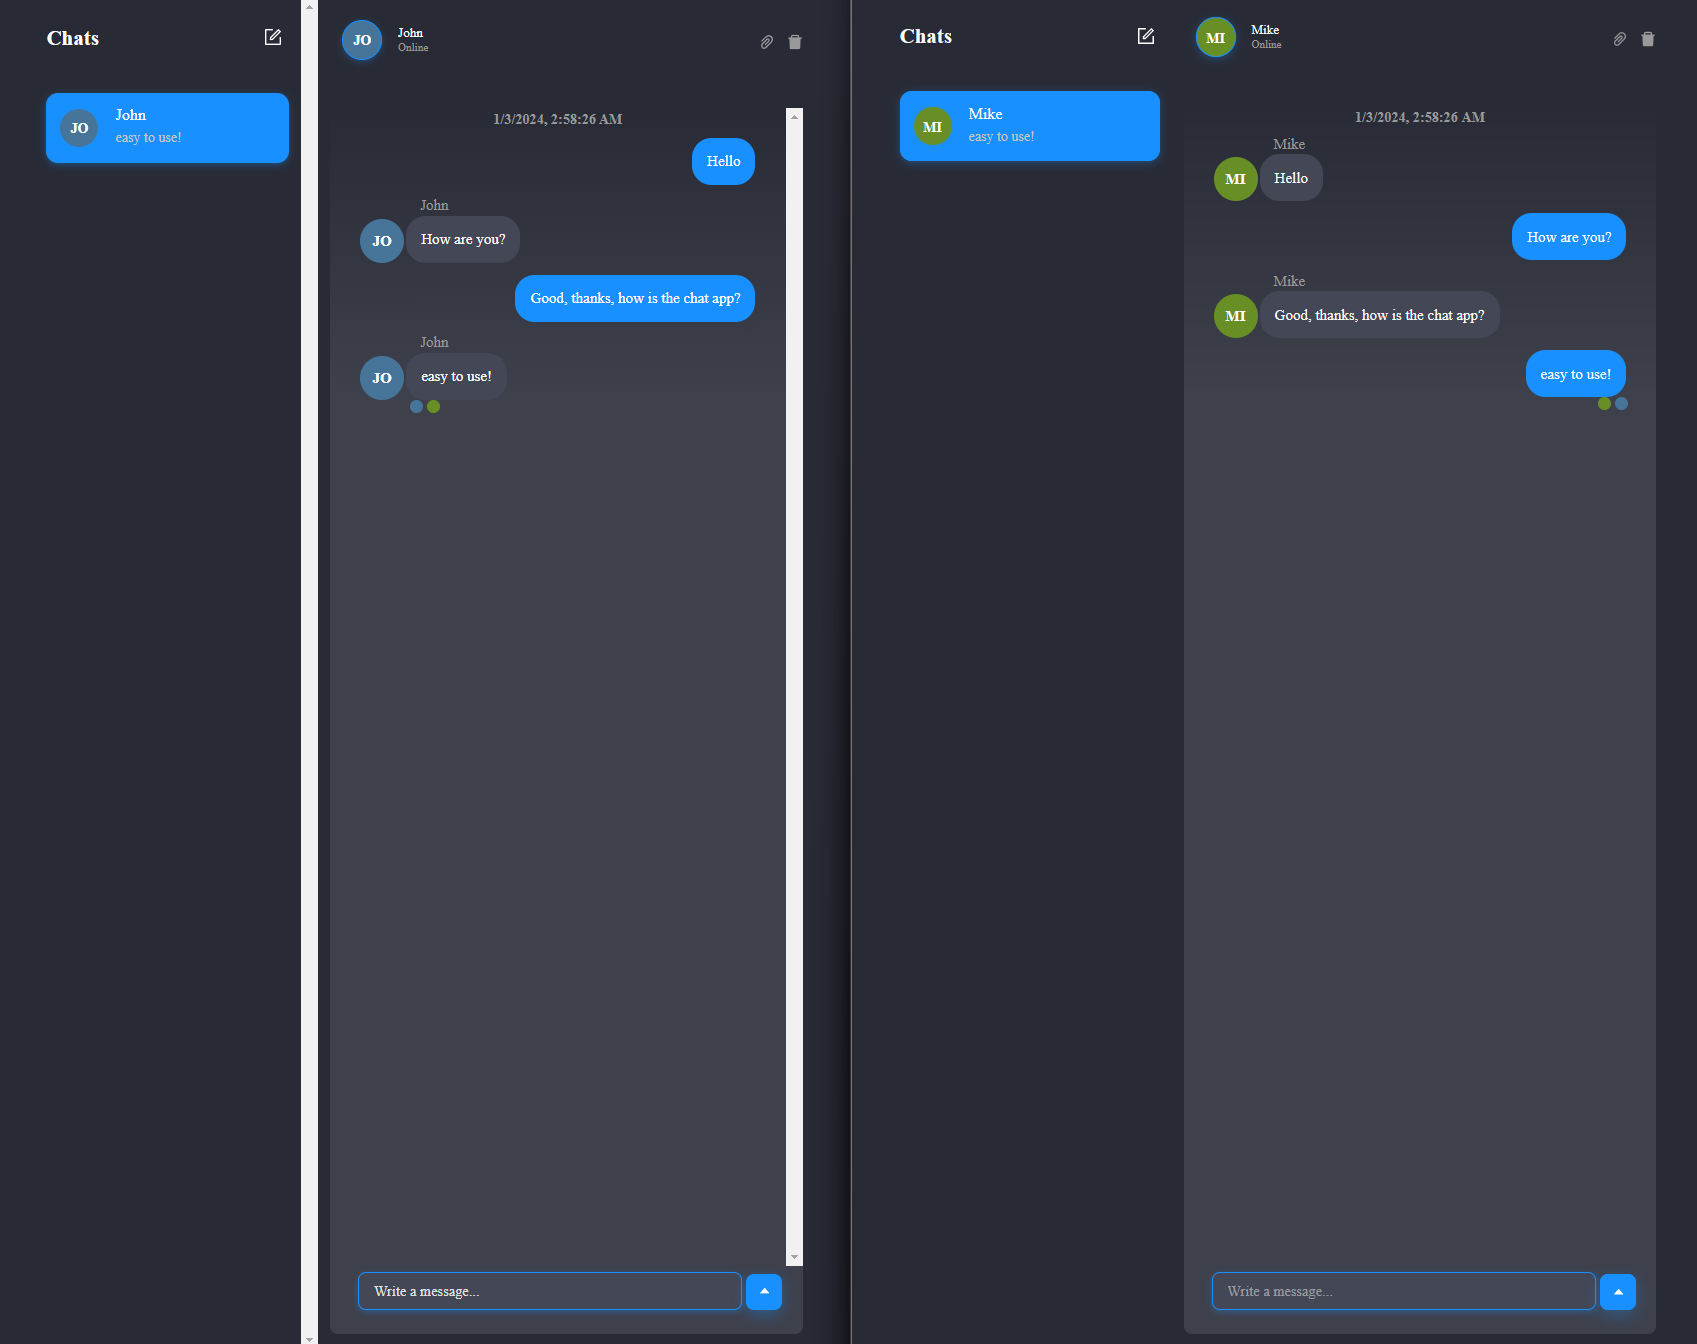 Chats
JO
John
easy to use!
JO
John
Online
1/3/2024, 2:58:26 AM
Hello
John
JO
How are you?
Good, thanks, how is the chat app?
John
JO
easy to use!
Write a message...
Chats
MI
Mike
easy to use!
MI
Mike
Online
1/3/2024, 2:58:26 AM
Mike
MI
Hello
How are you?
Mike
MI
Good, thanks, how is the chat app?
easy to use!
Write a message...